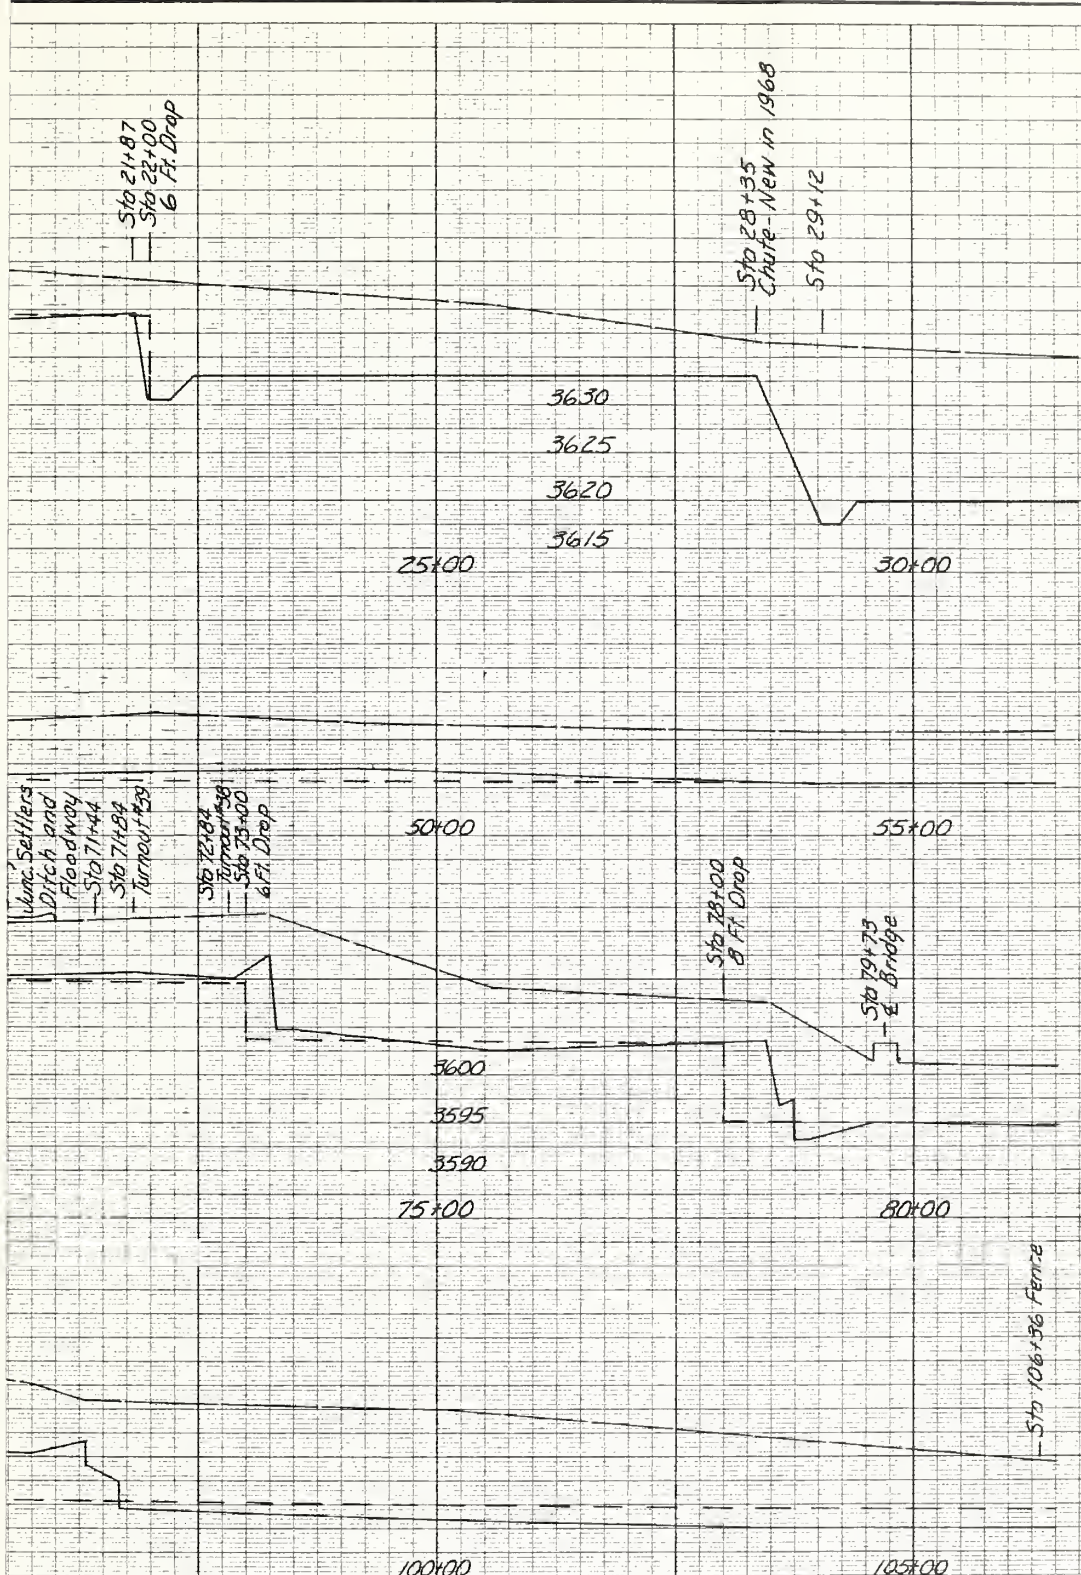 Sta 21+87
Sta 22+00
6 Ft. Drop
Sta 28+35
Chute-New in 1968
Sta 29+12
3630
3625
3620
3615
25+00
30+00
Junc. Settlers
Ditch and
Floodway
Sta 71+44
Sta 71+84
Turnout #39
Sta 72+84
Turnout #38
Sta 73+00
6 Ft. Drop
50+00
55+00
Sta 78+00
8 Ft. Drop
Sta 79+73
℄ Bridge
3600
3595
3590
75+00
80+00
Sta 106+36 Fence
100+00
105+00